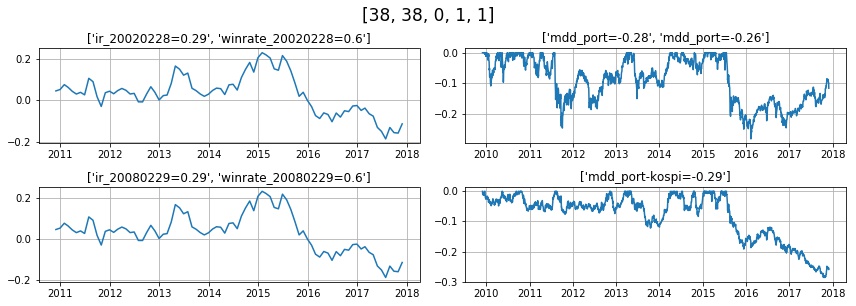 [38, 38, 0, 1, 1]
['ir_20020228=0.29', 'winrate_20020228=0.6']
0.2
0.0
−0.2
2011 2012 2013 2014 2015 2016 2017 2018
['mdd_port=-0.28', 'mdd_port=-0.26']
0.0
−0.1
−0.2
2010 2011 2012 2013 2014 2015 2016 2017 2018
['ir_20080229=0.29', 'winrate_20080229=0.6']
0.2
0.0
−0.2
2011 2012 2013 2014 2015 2016 2017 2018
['mdd_port-kospi=-0.29']
0.0
−0.1
−0.2
−0.3
2010 2011 2012 2013 2014 2015 2016 2017 2018